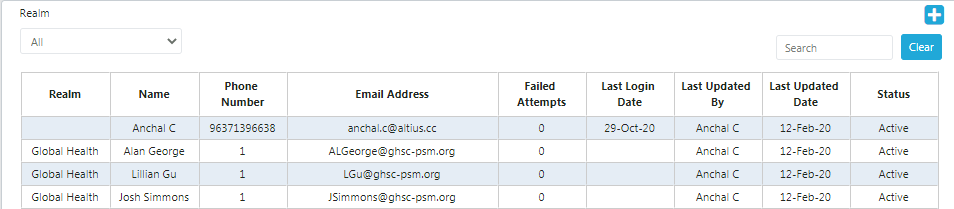 Realm
All
Search
Clear
Realm Name Phone Number Email Address Failed Attempts Last Login Date Last Updated By Last Updated Date Status
Anchal C 96371396638 anchal.c@altius.cc 0 29-Oct-20 Anchal C 12-Feb-20 Active
Global Health Alan George 1 ALGeorge@ghsc-psm.org 0 Anchal C 12-Feb-20 Active
Global Health Lillian Gu 1 LGu@ghsc-psm.org 0 Anchal C 12-Feb-20 Active
Global Health Josh Simmons 1 JSimmons@ghsc-psm.org 0 Anchal C 12-Feb-20 Active